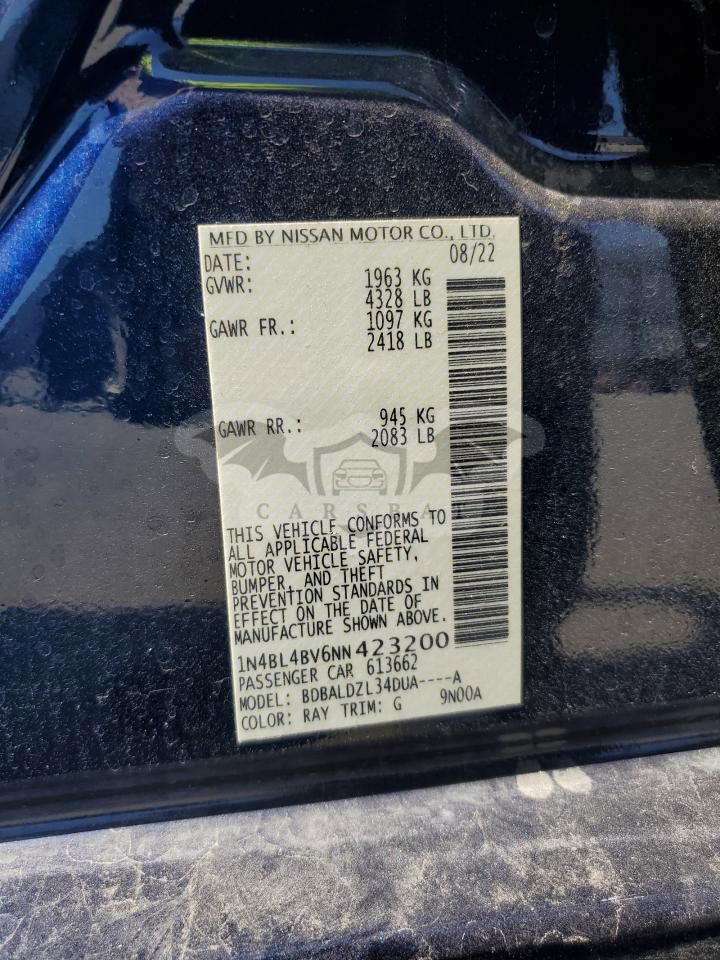 MFD BY NISSAN MOTOR CO., LTD.
DATE: 08/22
GVWR: 1963 KG
4328 LB
GAWR FR.: 1097 KG
2418 LB
GAWR RR.: 945 KG
2083 LB
CARSBAT
THIS VEHICLE CONFORMS TO
ALL APPLICABLE FEDERAL
MOTOR VEHICLE SAFETY,
BUMPER, AND THEFT
PREVENTION STANDARDS IN
EFFECT ON THE DATE OF
MANUFACTURE SHOWN ABOVE.
1N4BL4BV6NN423200
PASSENGER CAR 613662
MODEL: BDBALDZL34DUA----A
COLOR: RAY TRIM: G 9N00A